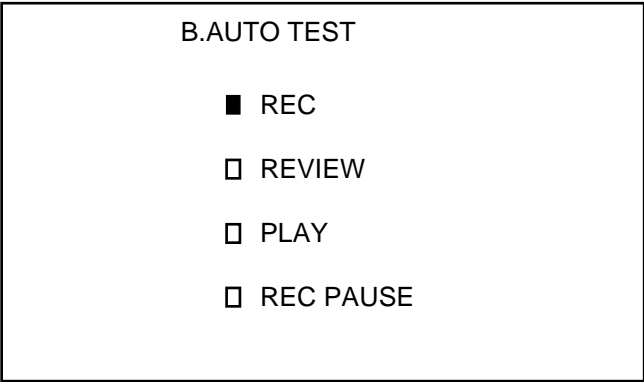 B.AUTO TEST
REC
REVIEW
PLAY
REC PAUSE